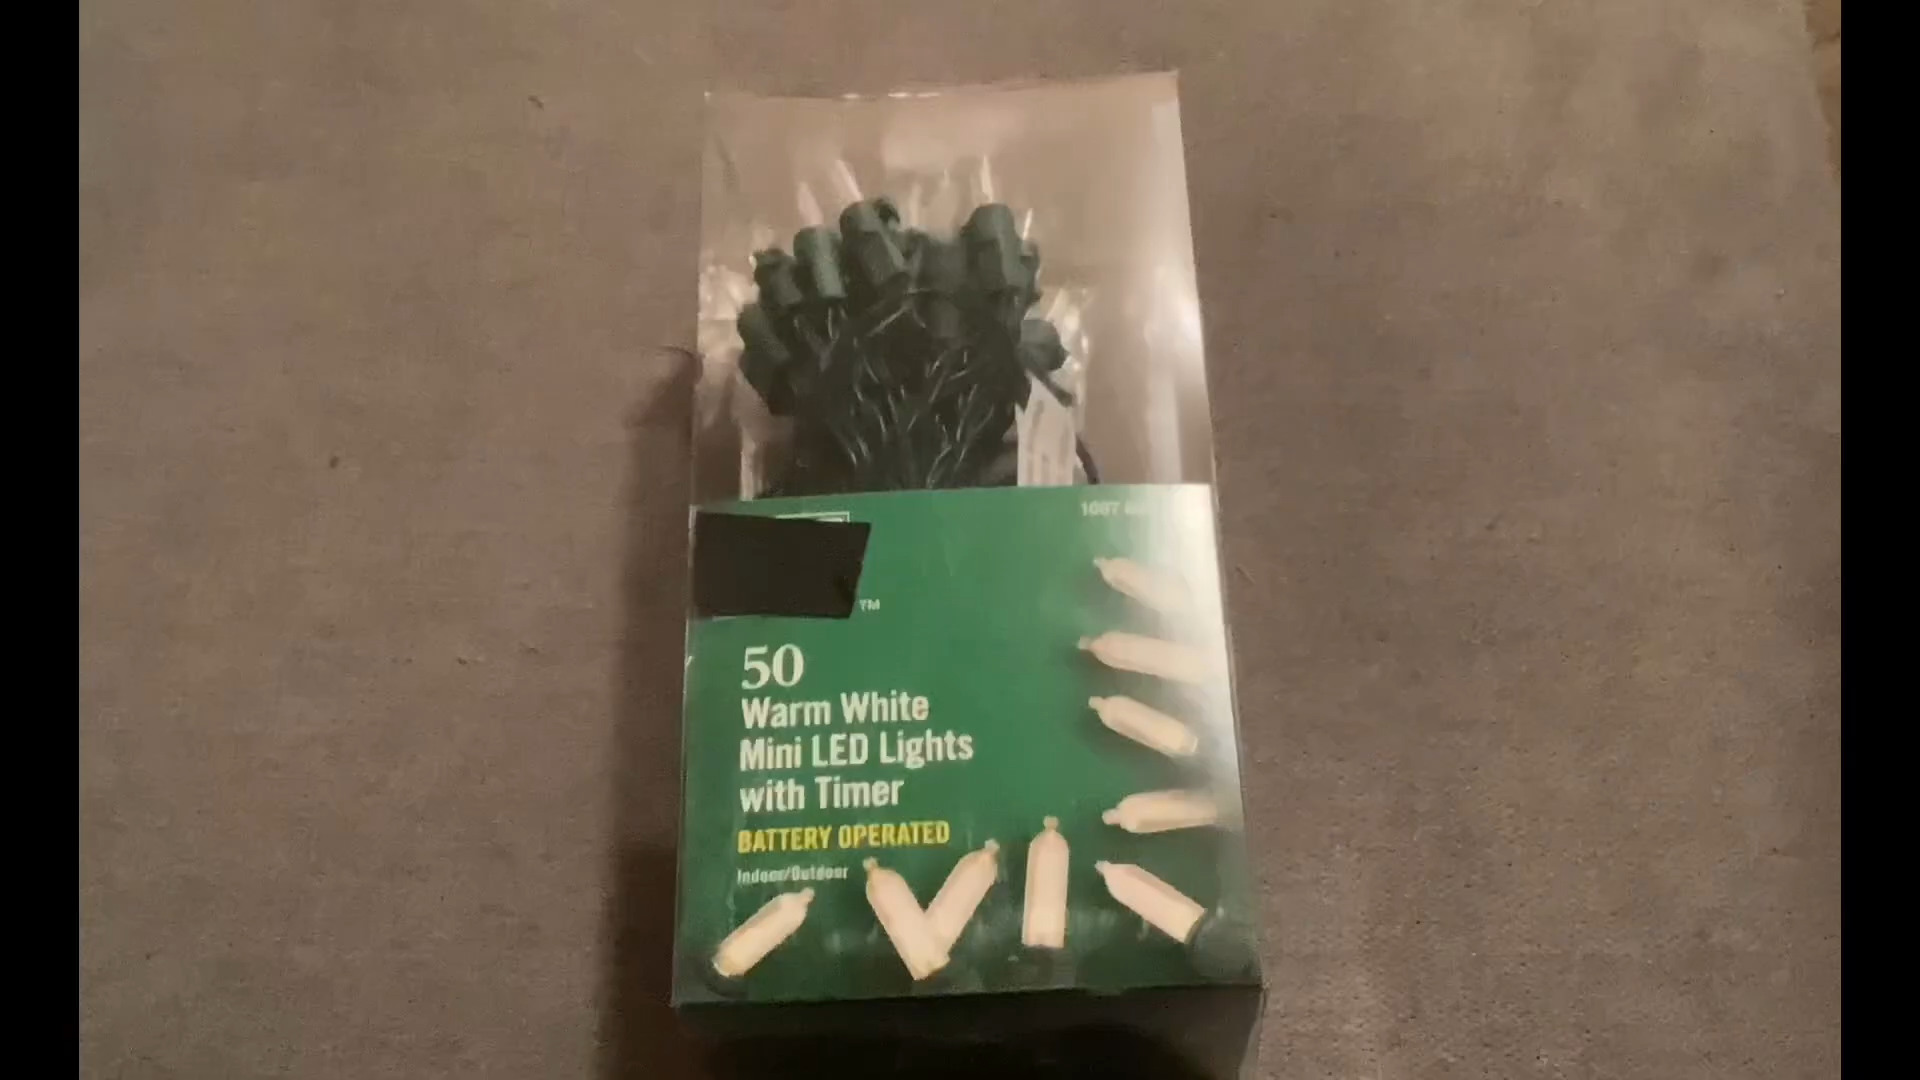 ™
50
Warm White
Mini LED Lights
with Timer
BATTERY OPERATED
Indoor/Outdoor